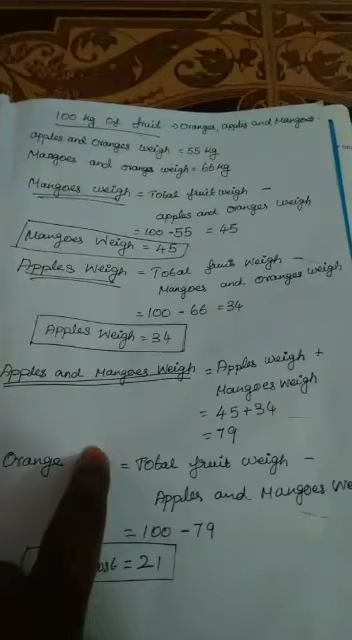 100 kg of fruit → Oranges, apples and Mangoes.
apples and Oranges weigh = 55 kg
Mangoes and oranges weigh = 66 kg
Mangoes weigh = Total fruit weigh -
apples and oranges weigh
= 100 - 55 = 45
Mangoes Weigh = 45
Apples Weigh = Total fruit weigh -
Mangoes and oranges weigh
= 100 - 66 = 34
Apples Weigh = 34
Apples and Mangoes Weigh = Apples weigh +
Mangoes weigh
= 45 + 34
= 79
Orange = Total fruit weigh -
Apples and Mangoes We
= 100 - 79
= 21